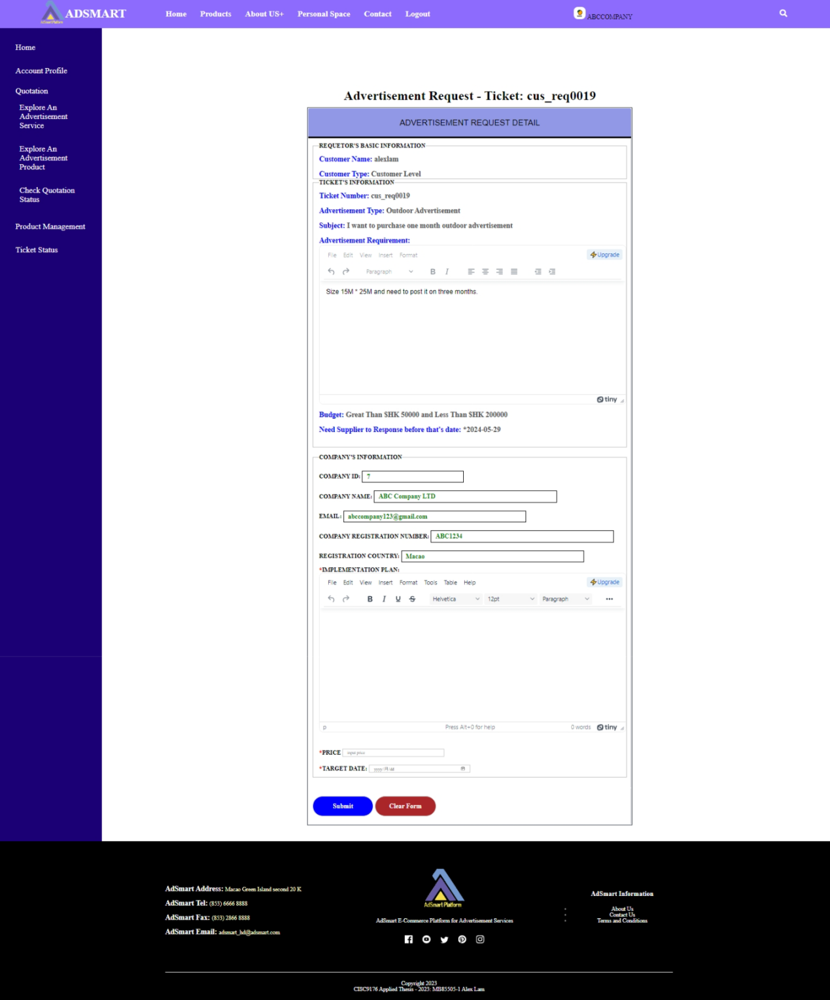 ADSMART
AdSmart Platform
Home Products About US+ Personal Space Contact Logout
ABCCOMPANY
Home
Account Profile
Quotation
Explore An
Advertisement
Service
Explore An
Advertisement
Product
Check Quotation
Status
Product Management
Ticket Status
Advertisement Request - Ticket: cus_req0019
ADVERTISEMENT REQUEST DETAIL
REQUETOR'S BASIC INFORMATION
Customer Name: alexlam
Customer Type: Customer Level
TICKET'S INFORMATION
Ticket Number: cus_req0019
Advertisement Type: Outdoor Advertisement
Subject: I want to purchase one month outdoor advertisement
Advertisement Requirement:
File Edit View Insert Format
Upgrade
Paragraph B I
Size 15M * 25M and need to post it on three months.
tiny
Budget: Great Than $HK 50000 and Less Than $HK 200000
Need Supplier to Response before that's date: *2024-05-29
COMPANY'S INFORMATION
COMPANY ID: 7
COMPANY NAME: ABC Company LTD
EMAIL: abccompany123@gmail.com
COMPANY REGISTRATION NUMBER: ABC1234
REGISTRATION COUNTRY: Macao
*IMPLEMENTATION PLAN:
File Edit View Insert Format Tools Table Help
Upgrade
B I U S Helvetica 12pt Paragraph ...
p Press Alt+0 for help 0 words tiny
*PRICE input price
*TARGET DATE: yyyy/月/dd
Submit Clear Form
AdSmart Address: Macao Green Island second 20 K
AdSmart Tel: (853) 6666 8888
AdSmart Fax: (853) 2866 8888
AdSmart Email: adsmart_hd@adsmart.com
AdSmart Platform
AdSmart E-Commerce Platform for Advertisement Services
AdSmart Information
About Us
Contact Us
Terms and Conditions
Copyright 2023
CISC9176 Applied Thesis - 2023: MB85505-1 Alex Lam